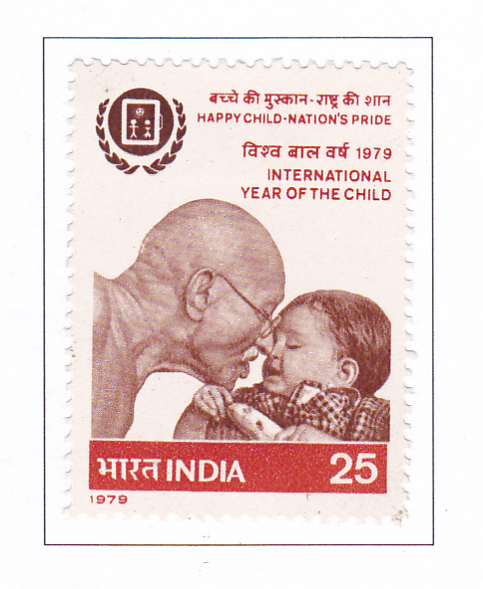 बच्चे की मुस्कान-राष्ट्र की शान
HAPPY CHILD-NATION'S PRIDE
विश्व बाल वर्ष 1979
INTERNATIONAL
YEAR OF THE CHILD
भारत INDIA 25
1979